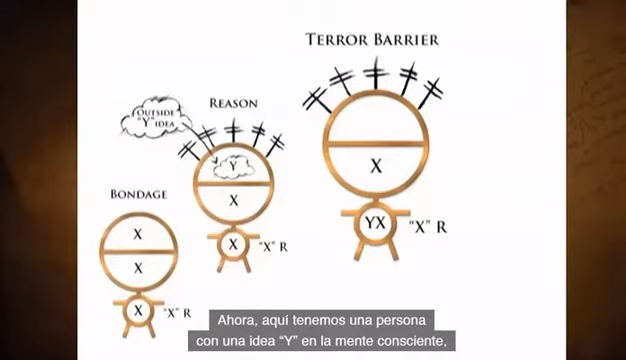 TERROR BARRIER
REASON
OUTSIDE
"Y" IDEA
Y
X
X
"X" R
BONDAGE
X
X
X
"X" R
X
YX
"X" R
Ahora, aquí tenemos una persona
con una idea “Y” en la mente consciente,